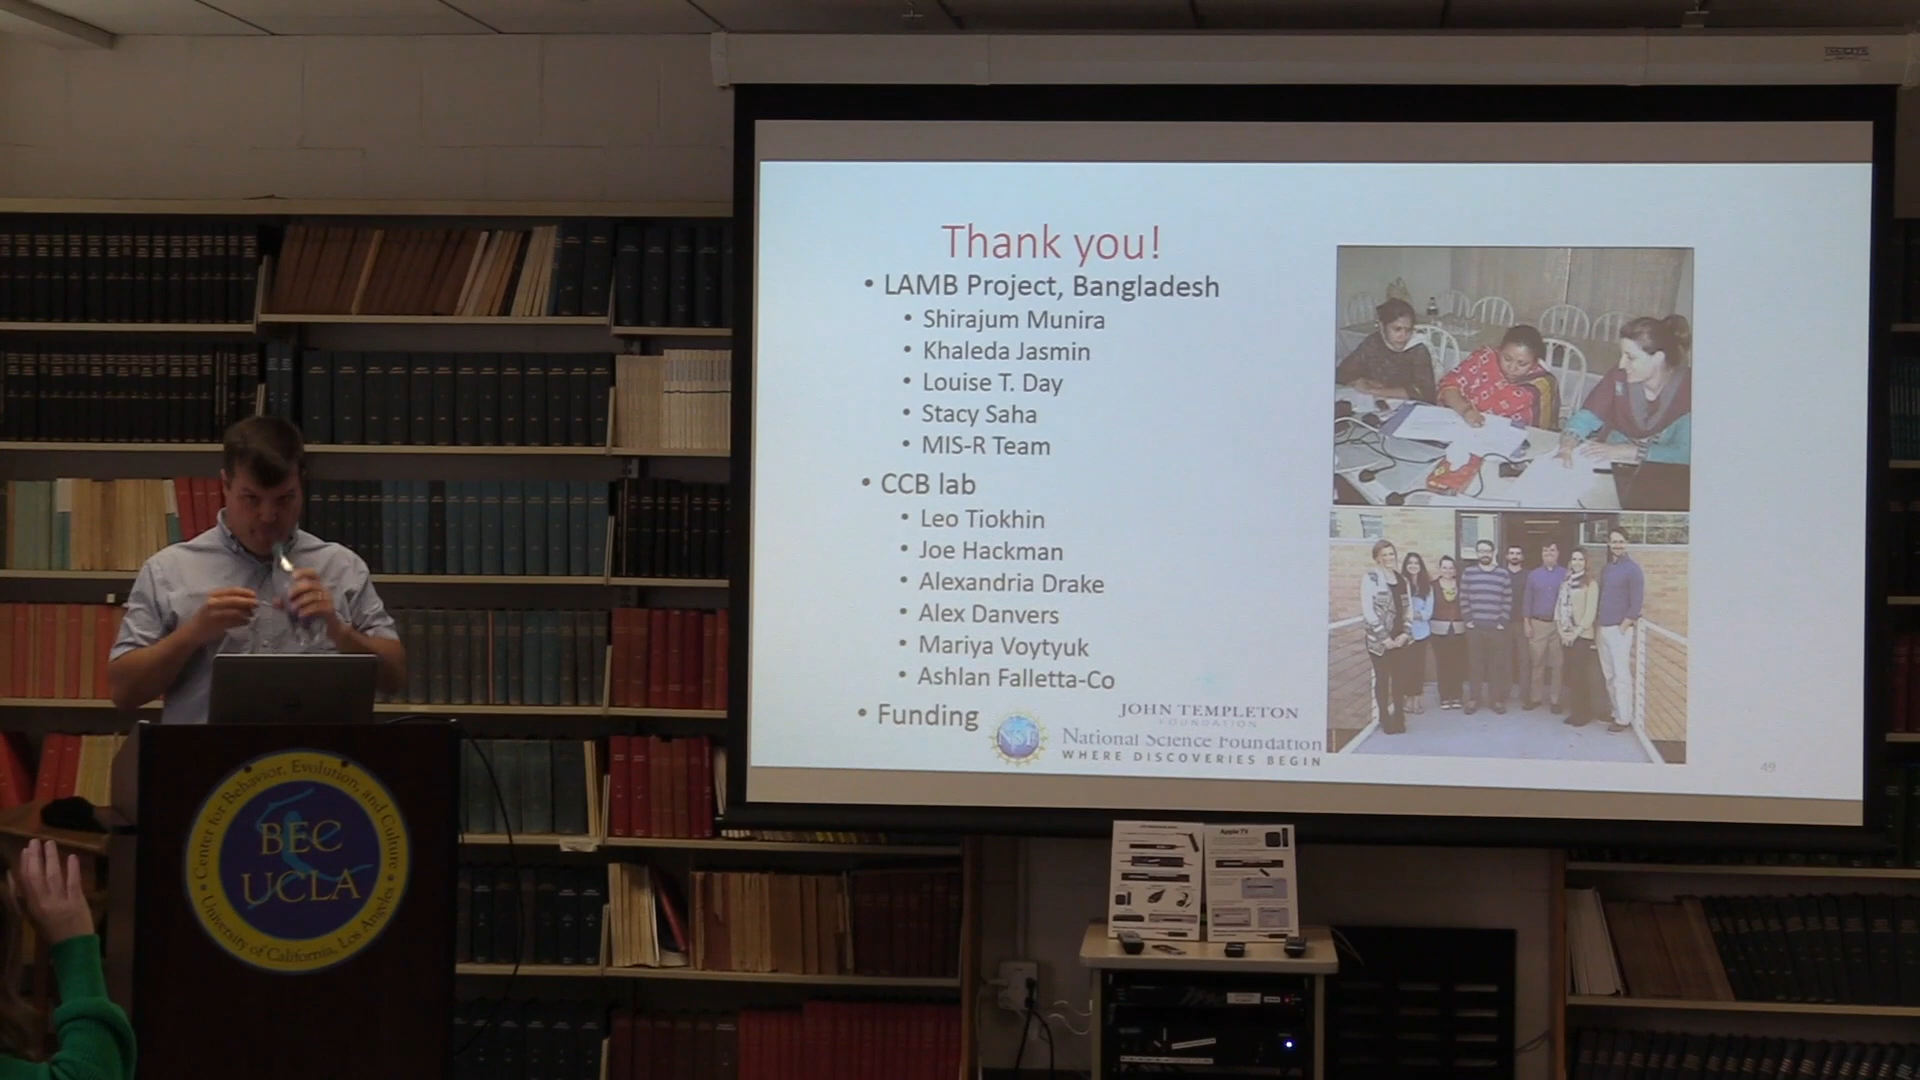 Thank you!
• LAMB Project, Bangladesh
• Shirajum Munira
• Khaleda Jasmin
• Louise T. Day
• Stacy Saha
• MIS-R Team
• CCB lab
• Leo Tiokhin
• Joe Hackman
• Alexandria Drake
• Alex Danvers
• Mariya Voytyuk
• Ashlan Falletta-Co
• Funding
JOHN TEMPLETON
FOUNDATION
NSF
National Science Foundation
WHERE DISCOVERIES BEGIN
49
Center for Behavior, Evolution, and Culture
BEC
UCLA
University of California, Los Angeles
Apple TV